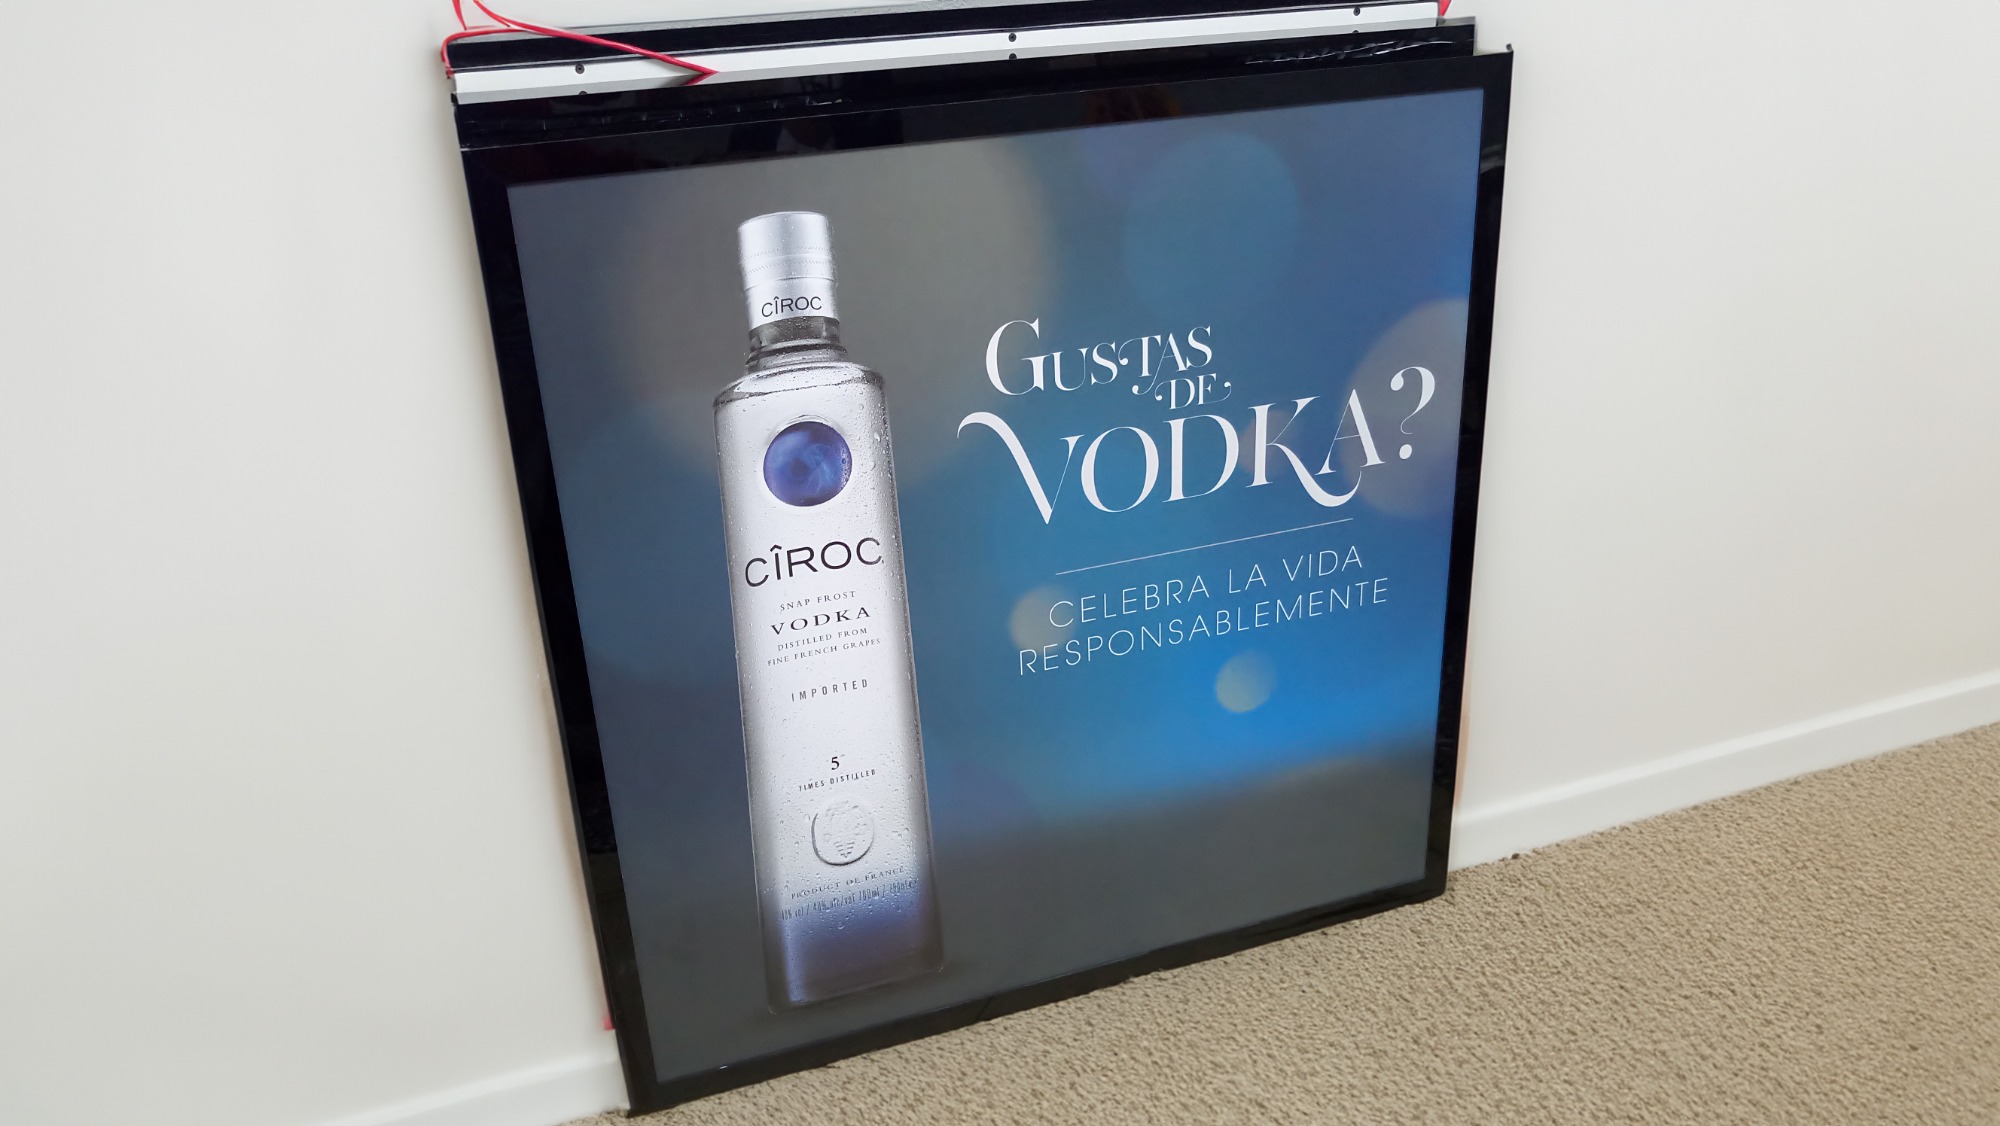 CÎROC
CÎROC
SNAP FROST
VODKA
DISTILLED FROM
FINE FRENCH GRAPES
IMPORTED
5
TIMES DISTILLED
PRODUCT DE FRANCE
GUSTAS
DE
VODKA?
CELEBRA LA VIDA
RESPONSABLEMENTE